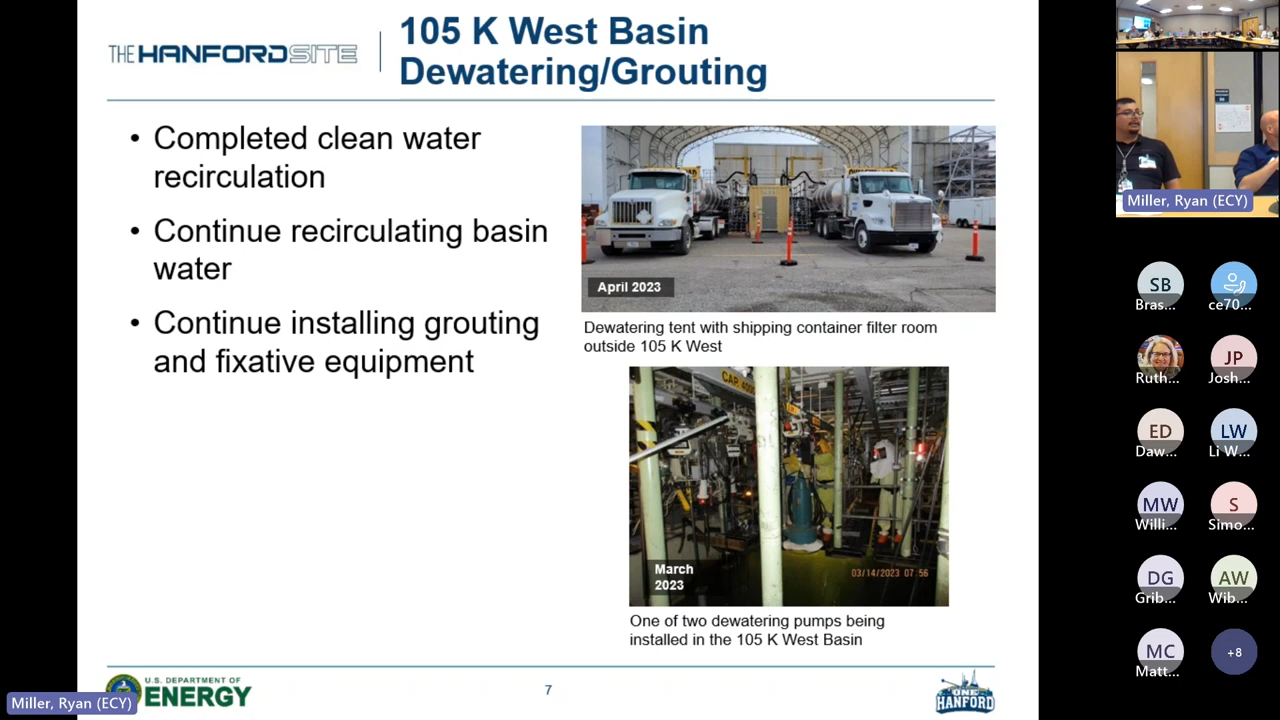 THE HANFORDSITE
105 K West Basin
Dewatering/Grouting
• Completed clean water
recirculation
• Continue recirculating basin
water
• Continue installing grouting
and fixative equipment
April 2023
Dewatering tent with shipping container filter room
outside 105 K West
March
2023
03/14/2023 07:56
One of two dewatering pumps being
installed in the 105 K West Basin
U.S. DEPARTMENT OF
ENERGY
7
ONE
HANFORD
Miller, Ryan (ECY)
Miller, Ryan (ECY)
SB
Bras...
ce70...
Ruth...
JP
Josh...
ED
Daw...
LW
Li W...
MW
Willi...
S
Simo...
DG
Grib...
AW
Wib...
MC
Matt...
+8